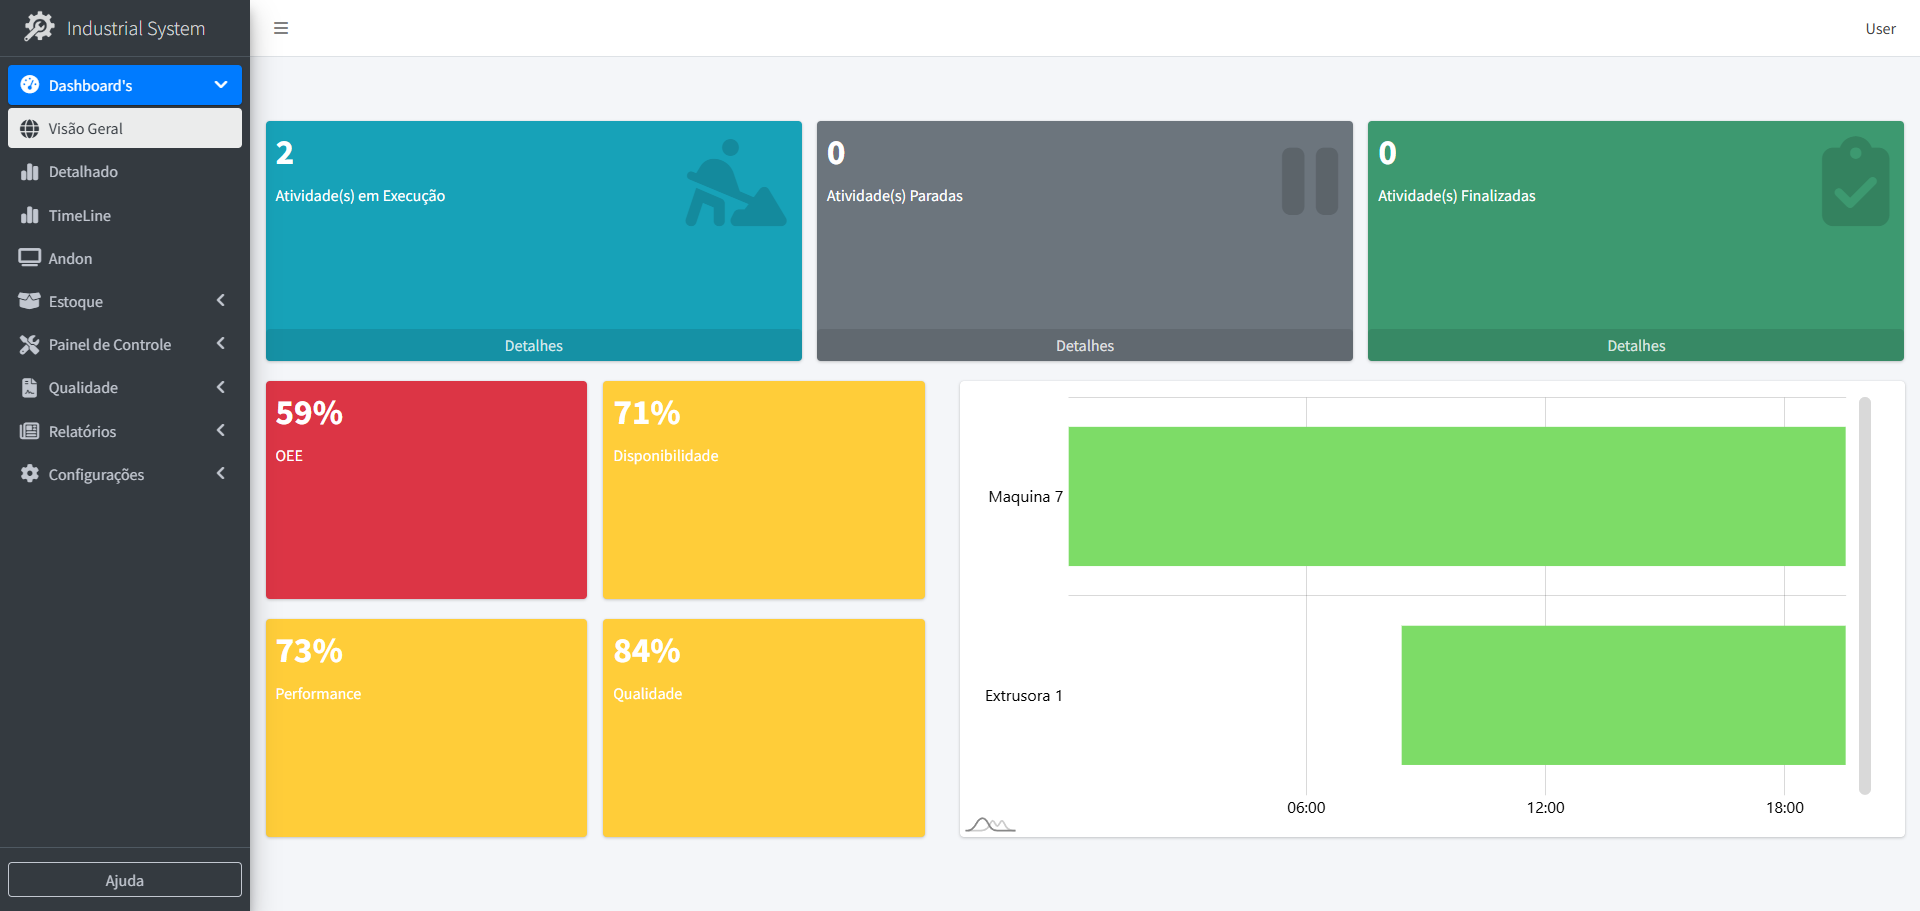 Industrial System
User
Dashboard's
Visão Geral
Detalhado
TimeLine
Andon
Estoque
Painel de Controle
Qualidade
Relatórios
Configurações
Ajuda
2
Atividade(s) em Execução
Detalhes
0
Atividade(s) Paradas
Detalhes
0
Atividade(s) Finalizadas
Detalhes
59%
OEE
71%
Disponibilidade
73%
Performance
84%
Qualidade
Maquina 7
Extrusora 1
06:00 12:00 18:00